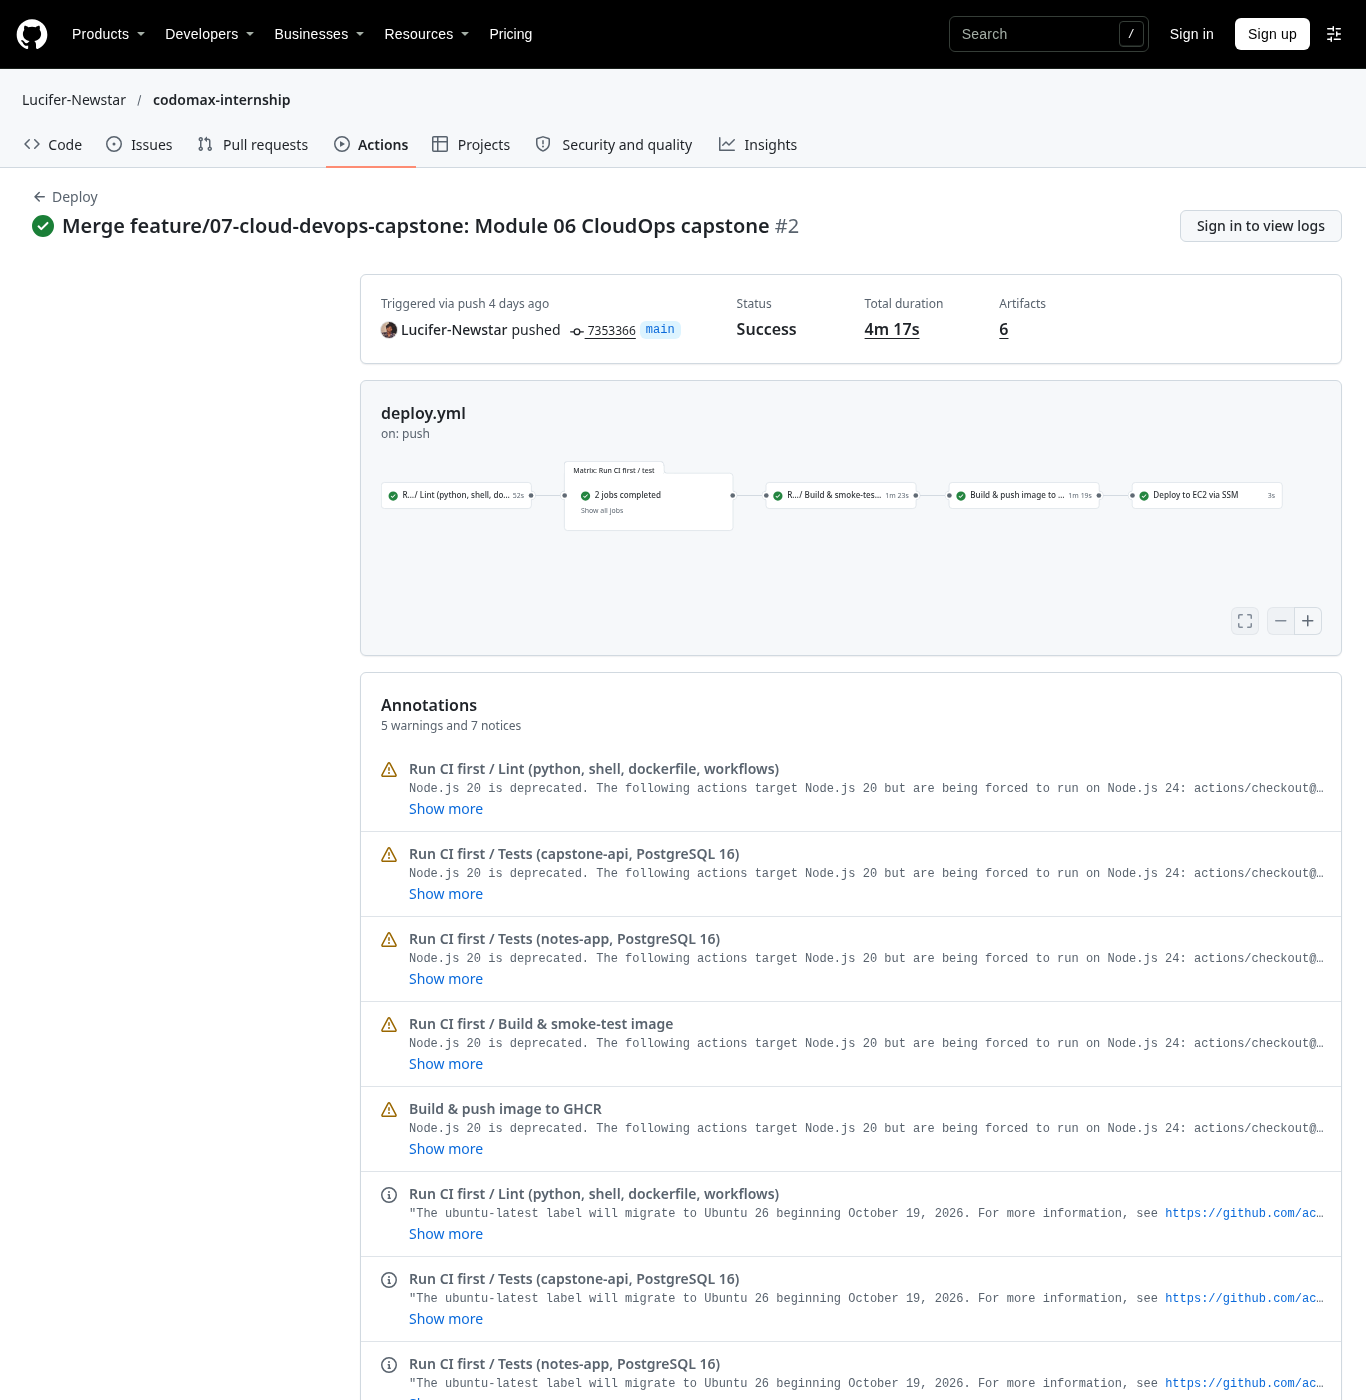 Products
Developers
Businesses
Resources
Pricing
Search
/
Sign in
Sign up
Lucifer-Newstar / codomax-internship
Code
Issues
Pull requests
Actions
Projects
Security and quality
Insights
← Deploy
Merge feature/07-cloud-devops-capstone: Module 06 CloudOps capstone #2
Sign in to view logs
Triggered via push 4 days ago
Lucifer-Newstar pushed 7353366 main
Status
Success
Total duration
4m 17s
Artifacts
6
deploy.yml
on: push
R.../ Lint (python, shell, do... 52s
Matrix: Run CI first / test
2 jobs completed
Show all jobs
R.../ Build & smoke-tes... 1m 23s
Build & push image to ... 1m 19s
Deploy to EC2 via SSM 3s
Annotations
5 warnings and 7 notices
Run CI first / Lint (python, shell, dockerfile, workflows)
Node.js 20 is deprecated. The following actions target Node.js 20 but are being forced to run on Node.js 24: actions/checkout@…
Show more
Run CI first / Tests (capstone-api, PostgreSQL 16)
Node.js 20 is deprecated. The following actions target Node.js 20 but are being forced to run on Node.js 24: actions/checkout@…
Show more
Run CI first / Tests (notes-app, PostgreSQL 16)
Node.js 20 is deprecated. The following actions target Node.js 20 but are being forced to run on Node.js 24: actions/checkout@…
Show more
Run CI first / Build & smoke-test image
Node.js 20 is deprecated. The following actions target Node.js 20 but are being forced to run on Node.js 24: actions/checkout@…
Show more
Build & push image to GHCR
Node.js 20 is deprecated. The following actions target Node.js 20 but are being forced to run on Node.js 24: actions/checkout@…
Show more
Run CI first / Lint (python, shell, dockerfile, workflows)
"The ubuntu-latest label will migrate to Ubuntu 26 beginning October 19, 2026. For more information, see https://github.com/ac…
Show more
Run CI first / Tests (capstone-api, PostgreSQL 16)
"The ubuntu-latest label will migrate to Ubuntu 26 beginning October 19, 2026. For more information, see https://github.com/ac…
Show more
Run CI first / Tests (notes-app, PostgreSQL 16)
"The ubuntu-latest label will migrate to Ubuntu 26 beginning October 19, 2026. For more information, see https://github.com/ac…